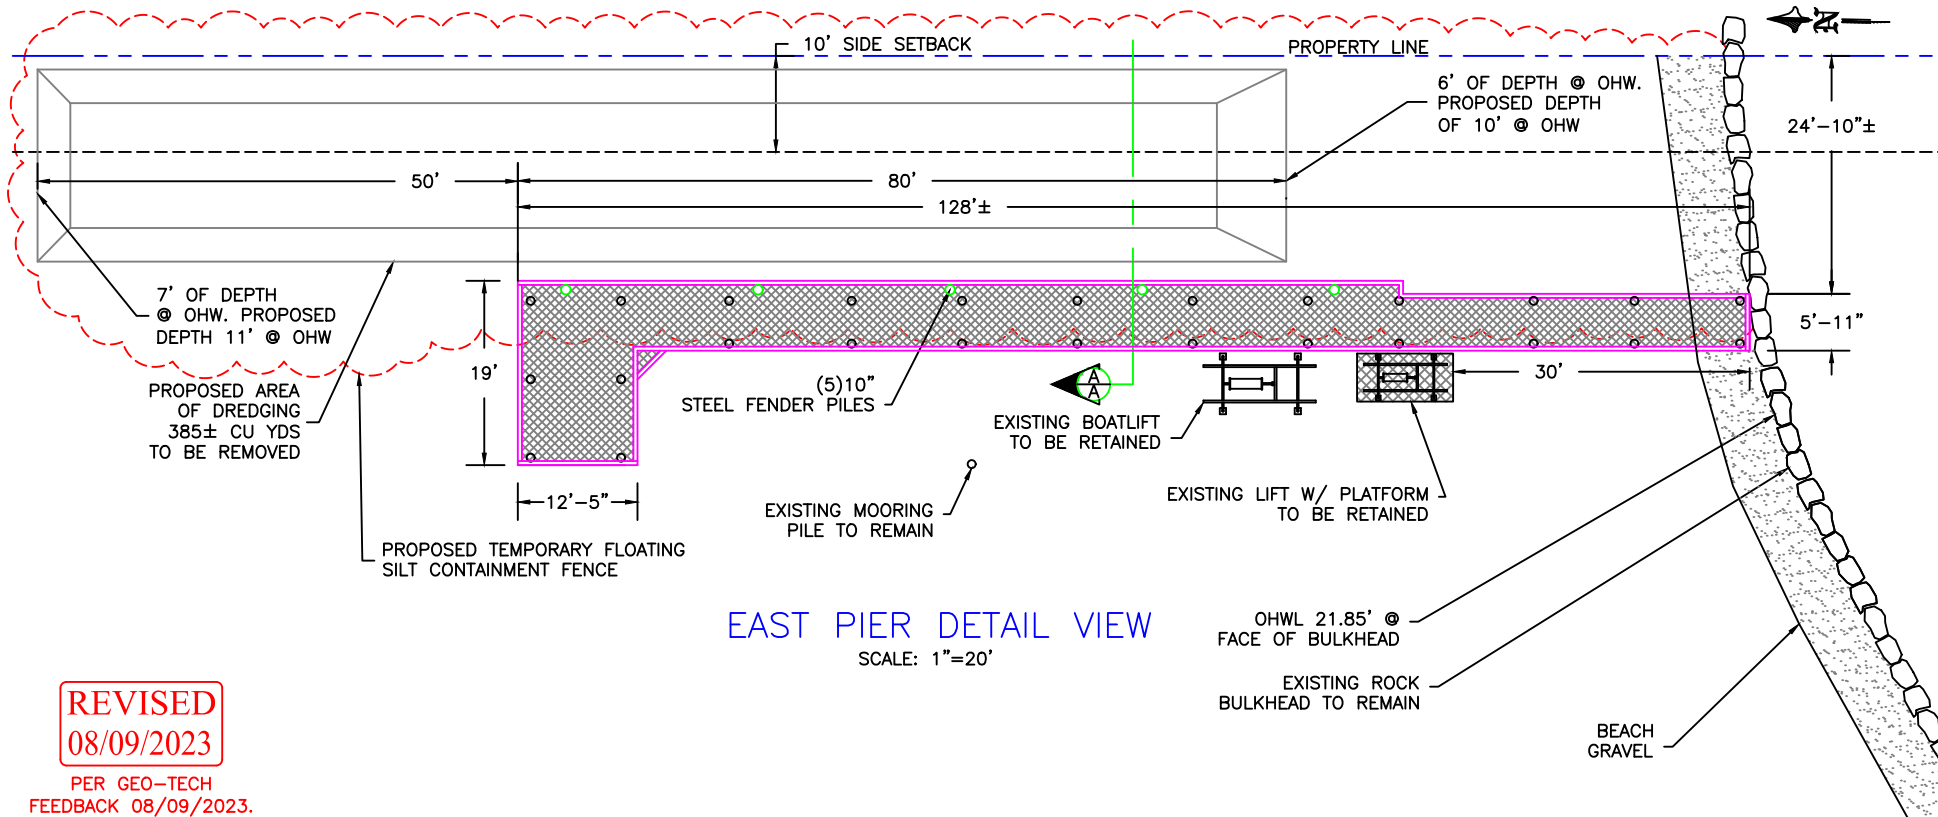 10' SIDE SETBACK
PROPERTY LINE
N
6' OF DEPTH @ OHW.
PROPOSED DEPTH
OF 10' @ OHW
24'-10"±
50'
80'
128'±
7' OF DEPTH
@ OHW. PROPOSED
DEPTH 11' @ OHW
5'-11"
19'
30'
PROPOSED AREA
OF DREDGING
385± CU YDS
TO BE REMOVED
(5)10"
STEEL FENDER PILES
A
A
EXISTING BOATLIFT
TO BE RETAINED
12'-5"
EXISTING MOORING
PILE TO REMAIN
EXISTING LIFT W/ PLATFORM
TO BE RETAINED
PROPOSED TEMPORARY FLOATING
SILT CONTAINMENT FENCE
EAST PIER DETAIL VIEW
SCALE: 1"=20'
OHWL 21.85' @
FACE OF BULKHEAD
EXISTING ROCK
BULKHEAD TO REMAIN
BEACH
GRAVEL
REVISED
08/09/2023
PER GEO-TECH
FEEDBACK 08/09/2023.